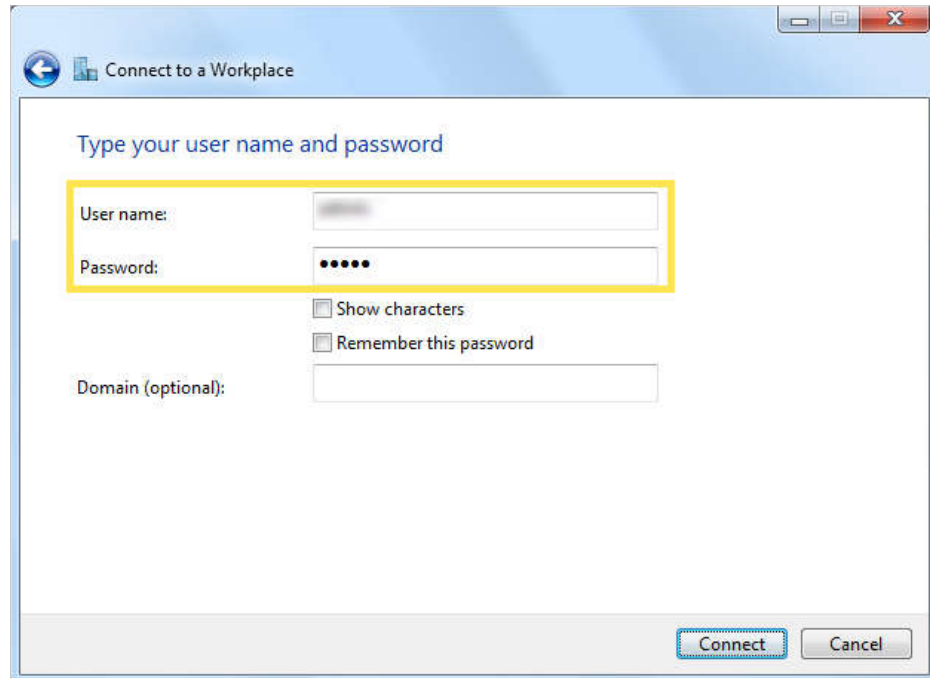 Connect to a Workplace
Type your user name and password
User name:
Password: •••••
Show characters
Remember this password
Domain (optional):
Connect Cancel